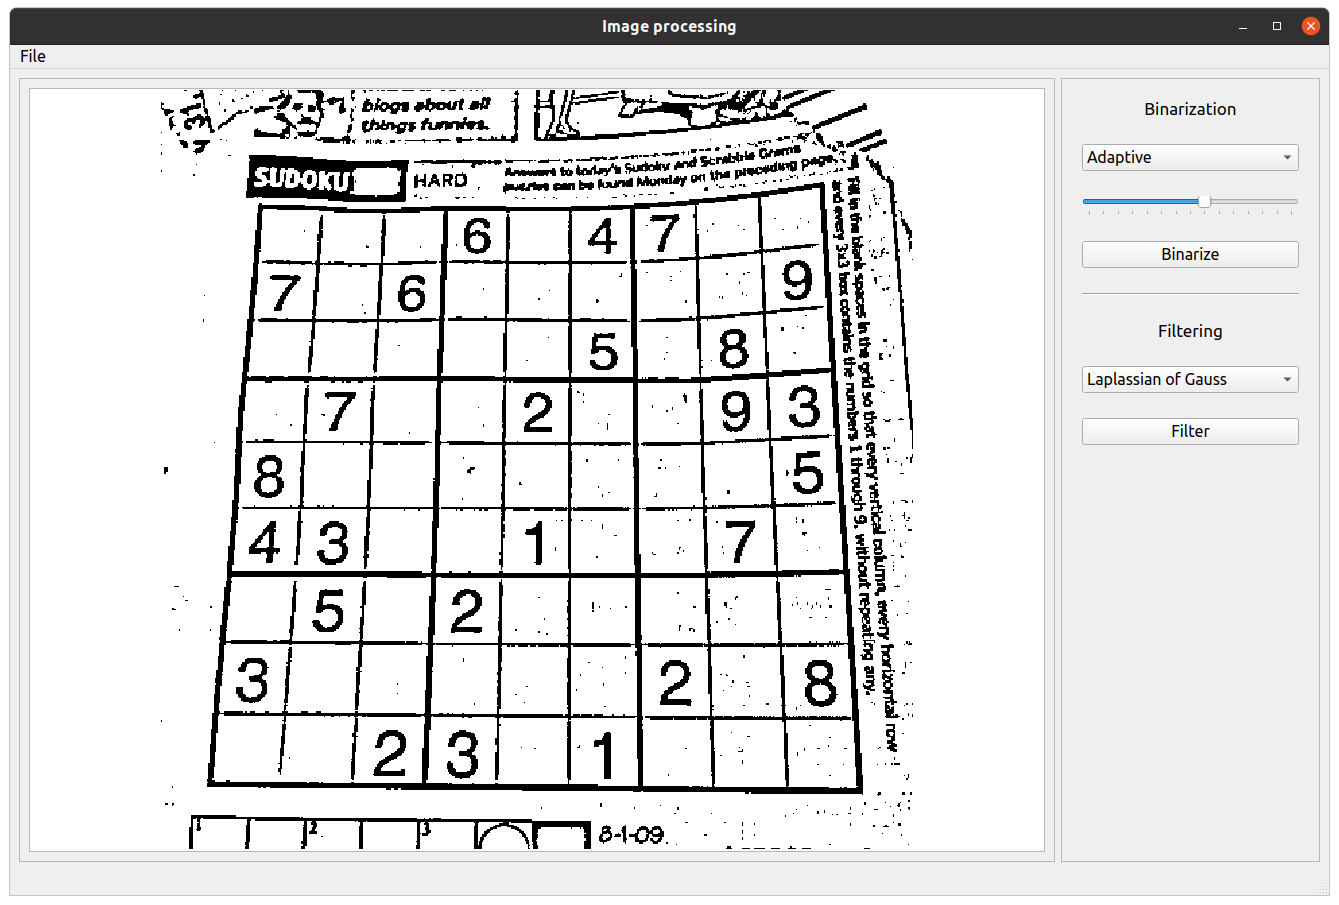 Image processing
File
blogs about all
things funnies.
SUDOKU
HARD
Answers to today's Sudoku and Scrabble Grams
puzzles can be found Monday on the preceding page.
Fill in the blank spaces in the grid so that every vertical column, every horizontal row
and every 3x3 box contains the numbers 1 through 9, without repeating any.
6 4 7
7 6 9
5 8
7 2 9 3
8 5
4 3 1 7
5 2
3 2 8
2 3 1
1 2 3
8-1-09
Binarization
Adaptive
Binarize
Filtering
Laplassian of Gauss
Filter